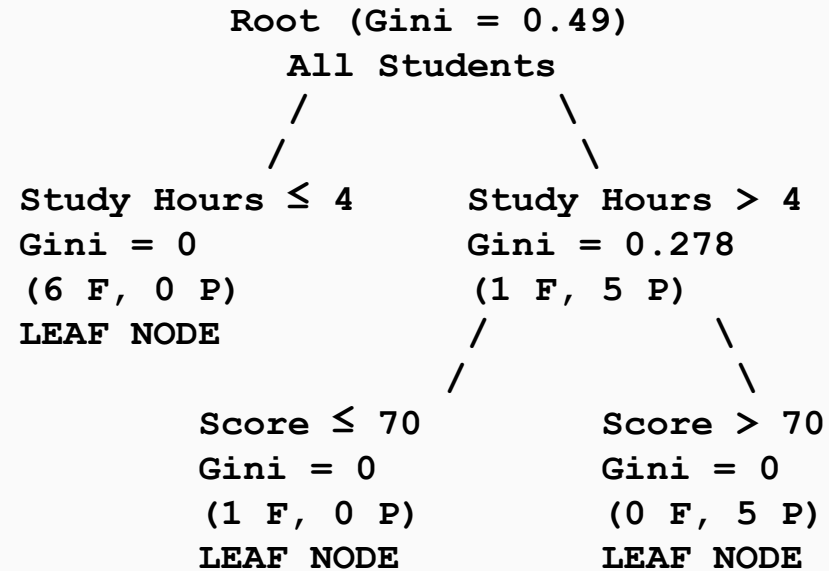 Root (Gini = 0.49)
All Students
/ \
/ \
Study Hours ≤ 4 Study Hours > 4
Gini = 0 Gini = 0.278
(6 F, 0 P) (1 F, 5 P)
LEAF NODE / \
/ \
Score ≤ 70 Score > 70
Gini = 0 Gini = 0
(1 F, 0 P) (0 F, 5 P)
LEAF NODE LEAF NODE